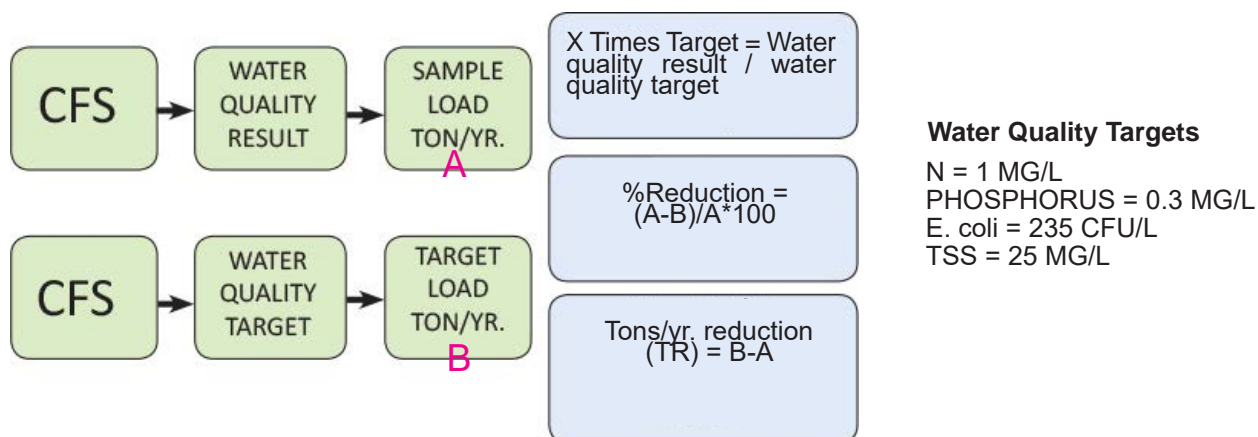 CFS
WATER
QUALITY
RESULT
SAMPLE
LOAD
TON/YR.
A
X Times Target = Water
quality result / water
quality target
CFS
WATER
QUALITY
TARGET
TARGET
LOAD
TON/YR.
B
%Reduction =
(A-B)/A*100
Tons/yr. reduction
(TR) = B-A
Water Quality Targets
N = 1 MG/L
PHOSPHORUS = 0.3 MG/L
E. coli = 235 CFU/L
TSS = 25 MG/L